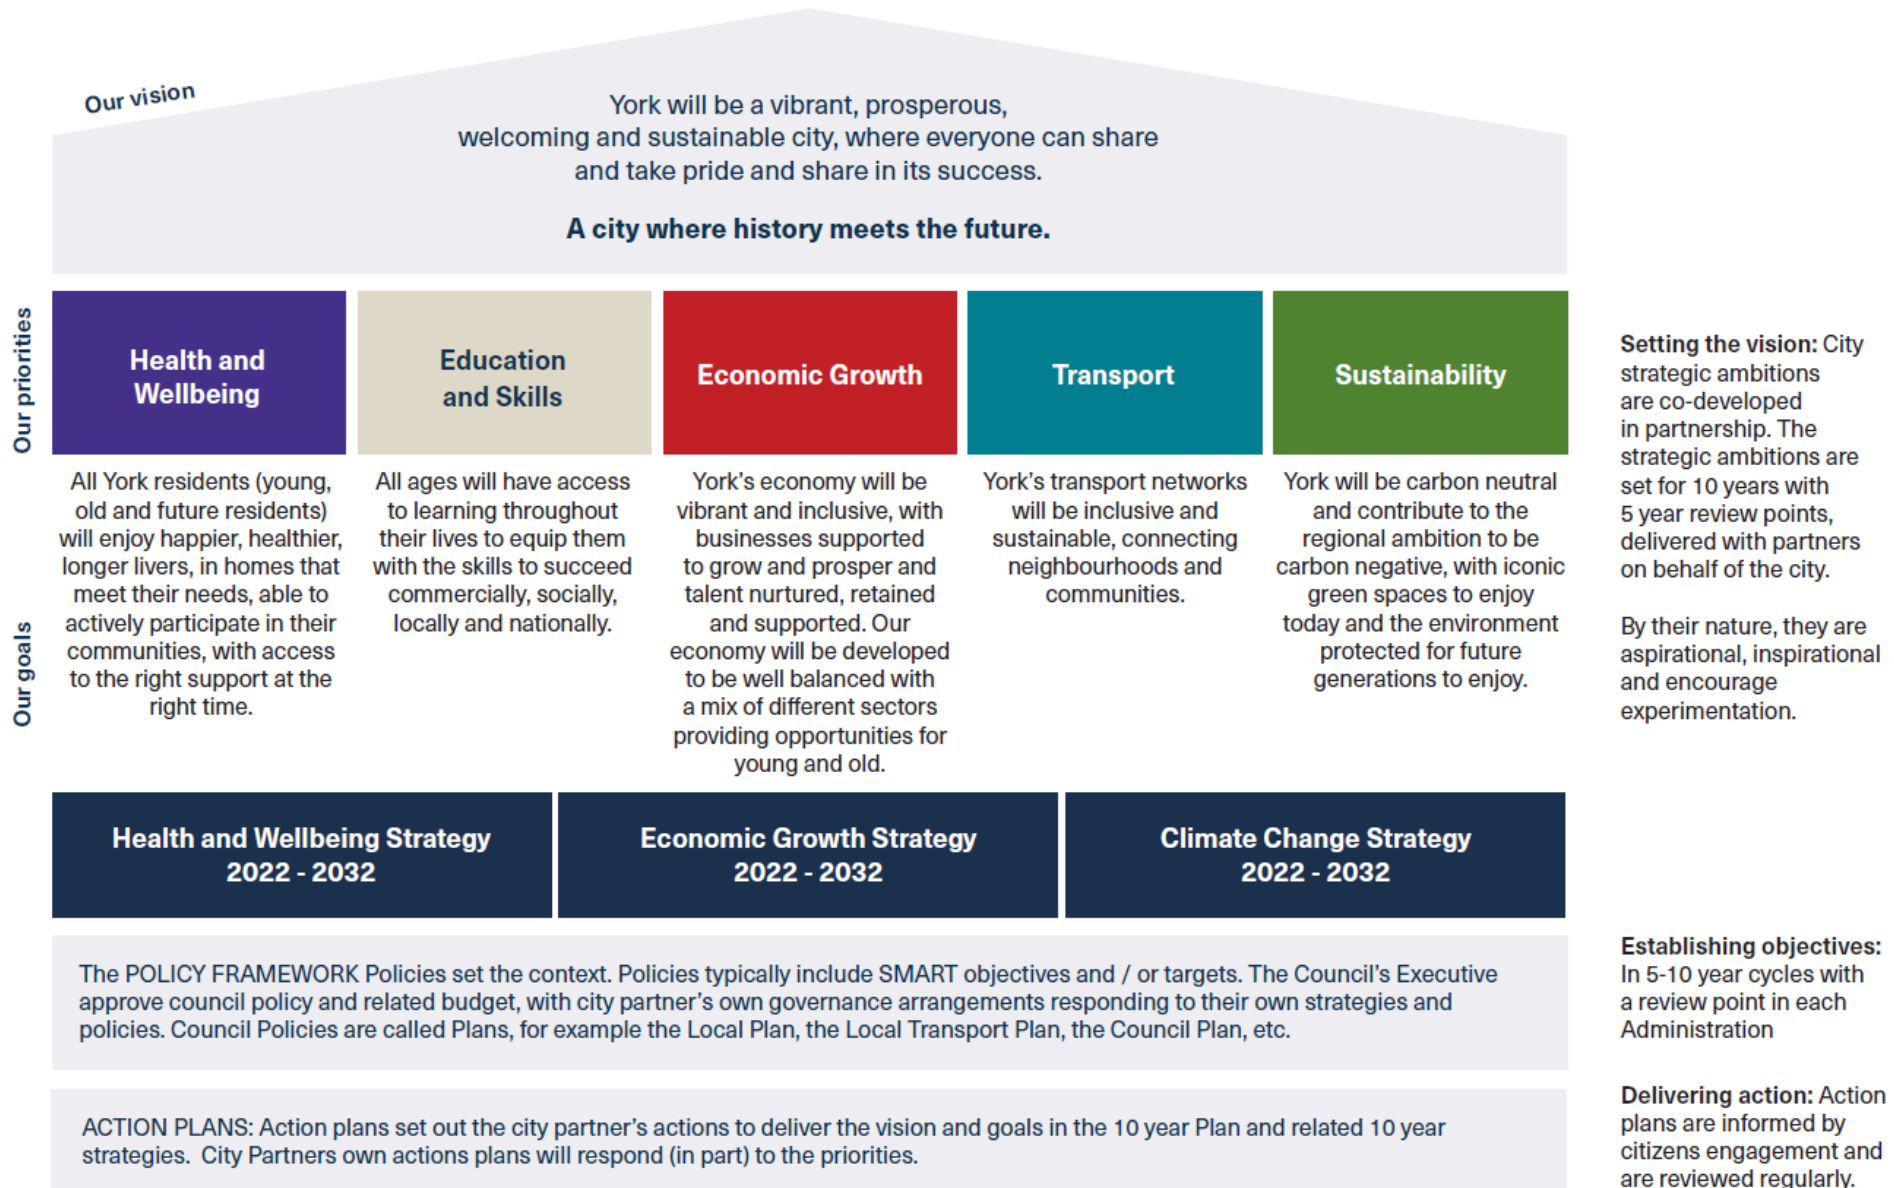 Our vision
York will be a vibrant, prosperous,
welcoming and sustainable city, where everyone can share
and take pride and share in its success.
A city where history meets the future.
Our priorities
Health and
Wellbeing
Education
and Skills
Economic Growth
Transport
Sustainability
Our goals
All York residents (young,
old and future residents)
will enjoy happier, healthier,
longer livers, in homes that
meet their needs, able to
actively participate in their
communities, with access
to the right support at the
right time.
All ages will have access
to learning throughout
their lives to equip them
with the skills to succeed
commercially, socially,
locally and nationally.
York's economy will be
vibrant and inclusive, with
businesses supported
to grow and prosper and
talent nurtured, retained
and supported. Our
economy will be developed
to be well balanced with
a mix of different sectors
providing opportunities for
young and old.
York's transport networks
will be inclusive and
sustainable, connecting
neighbourhoods and
communities.
York will be carbon neutral
and contribute to the
regional ambition to be
carbon negative, with iconic
green spaces to enjoy
today and the environment
protected for future
generations to enjoy.
Setting the vision: City
strategic ambitions
are co-developed
in partnership. The
strategic ambitions are
set for 10 years with
5 year review points,
delivered with partners
on behalf of the city.
By their nature, they are
aspirational, inspirational
and encourage
experimentation.
Health and Wellbeing Strategy
2022 - 2032
Economic Growth Strategy
2022 - 2032
Climate Change Strategy
2022 - 2032
The POLICY FRAMEWORK Policies set the context. Policies typically include SMART objectives and / or targets. The Council's Executive
approve council policy and related budget, with city partner's own governance arrangements responding to their own strategies and
policies. Council Policies are called Plans, for example the Local Plan, the Local Transport Plan, the Council Plan, etc.
Establishing objectives:
In 5-10 year cycles with
a review point in each
Administration
ACTION PLANS: Action plans set out the city partner's actions to deliver the vision and goals in the 10 year Plan and related 10 year
strategies. City Partners own actions plans will respond (in part) to the priorities.
Delivering action: Action
plans are informed by
citizens engagement and
are reviewed regularly.